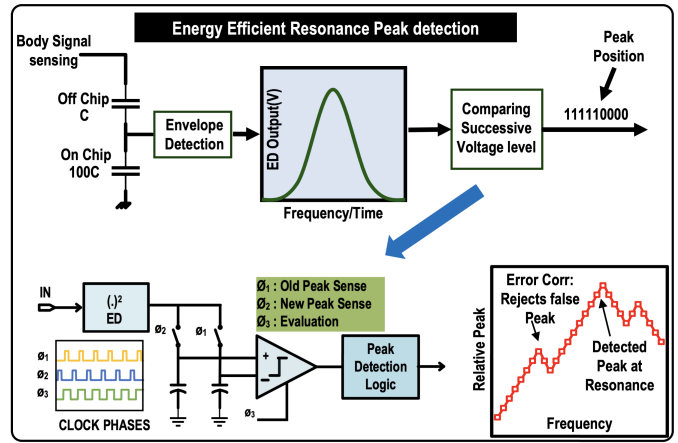 Energy Efficient Resonance Peak detection
Body Signal
sensing
Off Chip
C
On Chip
100C
Envelope
Detection
ED Output(V)
Frequency/Time
Comparing
Successive
Voltage level
Peak
Position
111110000
IN
(.)²
ED
Ø₂
Ø₁
Ø₁ : Old Peak Sense
Ø₂ : New Peak Sense
Ø₃ : Evaluation
+
−
Ø₃
Peak
Detection
Logic
Ø₁
Ø₂
Ø₃
CLOCK PHASES
Relative Peak
Error Corr:
Rejects false
Peak
Detected
Peak at
Resonance
Frequency